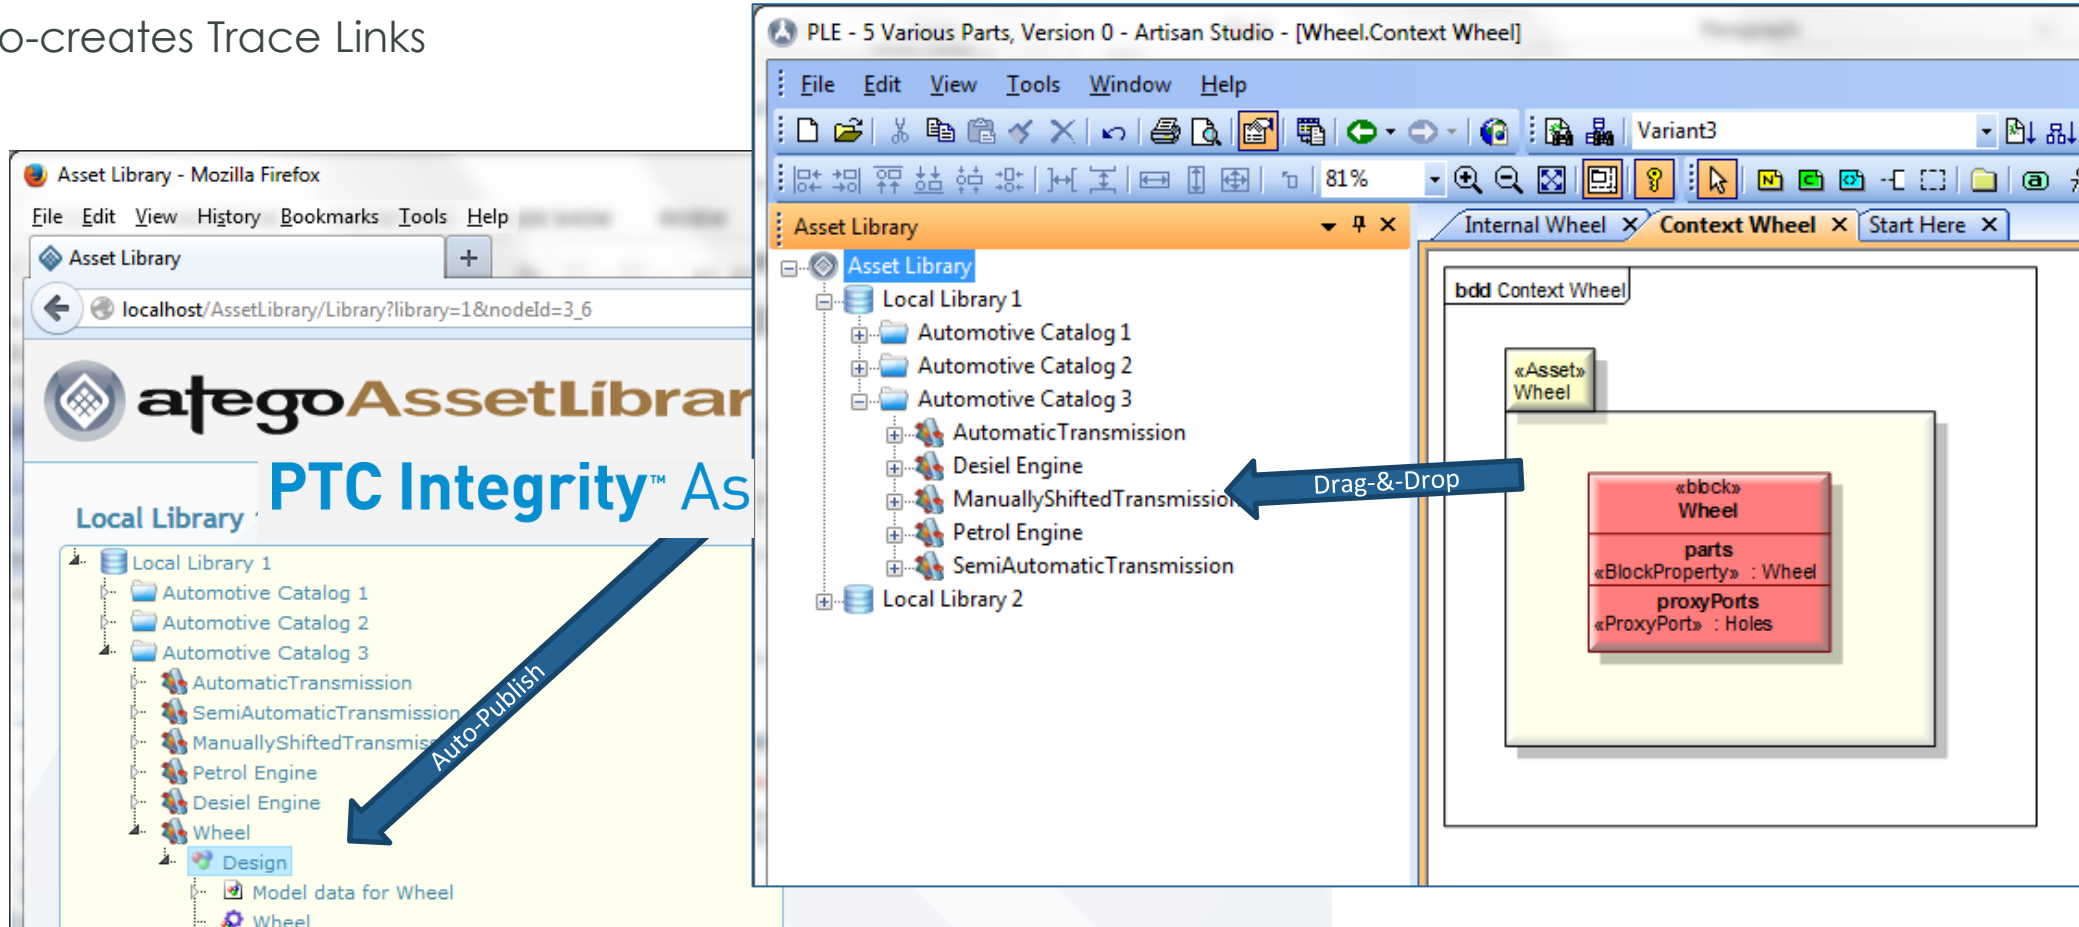 o-creates Trace Links
PLE - 5 Various Parts, Version 0 - Artisan Studio - [Wheel.Context Wheel]
File Edit View Tools Window Help
Variant3
81%
Asset Library
Internal Wheel Context Wheel Start Here
Asset Library
Local Library 1
Automotive Catalog 1
Automotive Catalog 2
Automotive Catalog 3
AutomaticTransmission
Desiel Engine
ManuallyShiftedTransmission
Petrol Engine
SemiAutomaticTransmission
Local Library 2
Drag-&-Drop
bdd Context Wheel
«Asset»
Wheel
«block»
Wheel
parts
«BlockProperty» : Wheel
proxyPorts
«ProxyPort» : Holes
Asset Library - Mozilla Firefox
File Edit View History Bookmarks Tools Help
Asset Library
localhost/AssetLibrary/Library?library=1&nodeId=3_6
ategoAssetLibrar
PTC Integrity™ As
Local Library
Local Library 1
Automotive Catalog 1
Automotive Catalog 2
Automotive Catalog 3
AutomaticTransmission
SemiAutomaticTransmission
ManuallyShiftedTransmis
Petrol Engine
Desiel Engine
Wheel
Design
Model data for Wheel
Wheel
Auto-Publish